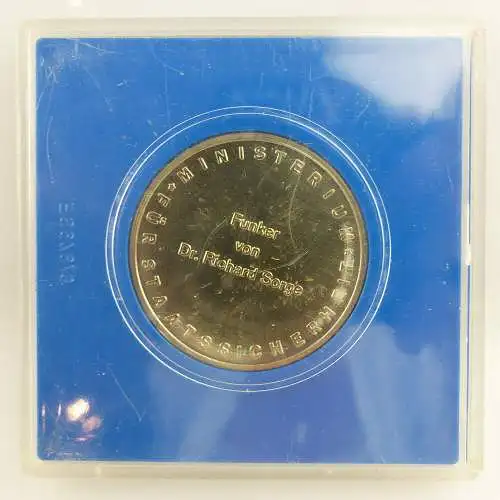 ★ MINISTERIUM FÜR STAATSSICHERHEIT
Funker
von
Dr. Richard Sorge